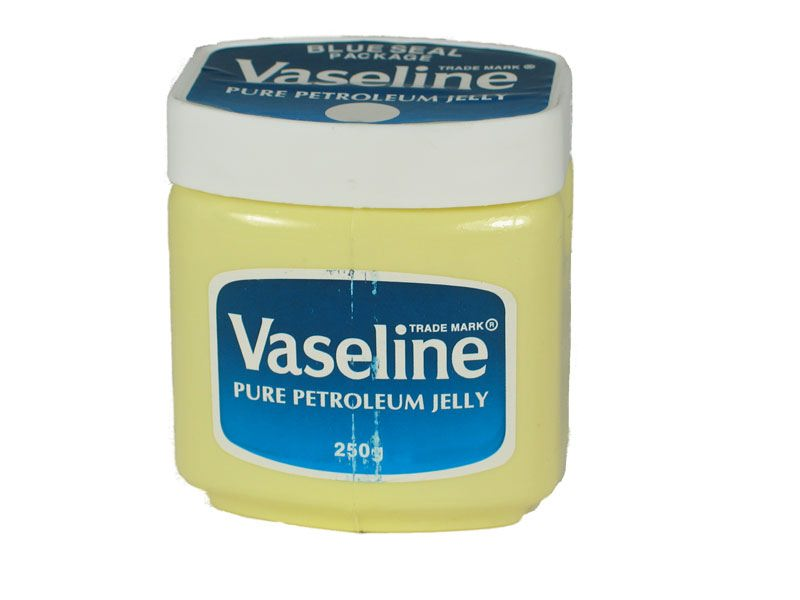 BLUE SEAL
PACKAGE
Vaseline TRADE MARK ®
PURE PETROLEUM JELLY
Vaseline TRADE MARK ®
PURE PETROLEUM JELLY
250g